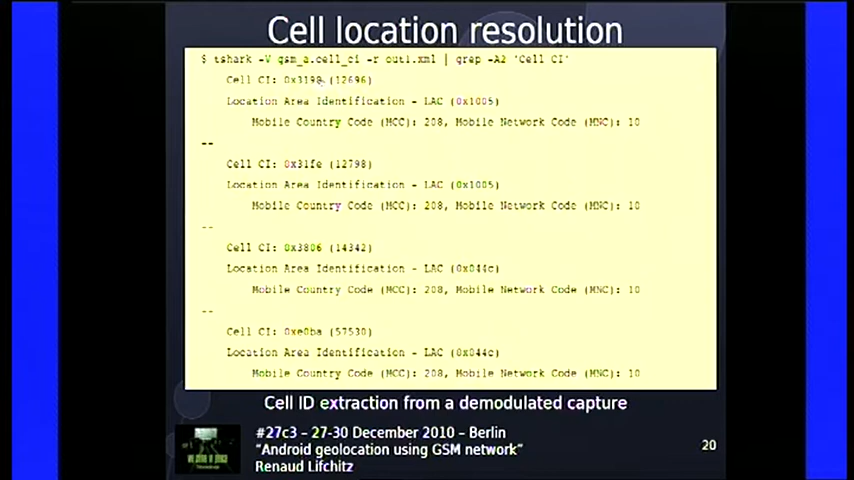 Cell location resolution
$ tshark -V gsm_a.cell_ci -r out1.xml | grep -A2 'Cell CI'
Cell CI: 0x3198 (12696)
Location Area Identification - LAC (0x1005)
Mobile Country Code (MCC): 208, Mobile Network Code (MNC): 10
--
Cell CI: 0x31fe (12798)
Location Area Identification - LAC (0x1005)
Mobile Country Code (MCC): 208, Mobile Network Code (MNC): 10
--
Cell CI: 0x3806 (14342)
Location Area Identification - LAC (0x044c)
Mobile Country Code (MCC): 208, Mobile Network Code (MNC): 10
--
Cell CI: 0xe0ba (57530)
Location Area Identification - LAC (0x044c)
Mobile Country Code (MCC): 208, Mobile Network Code (MNC): 10
Cell ID extraction from a demodulated capture
#27c3 – 27-30 December 2010 – Berlin
“Android geolocation using GSM network”
Renaud Lifchitz
20